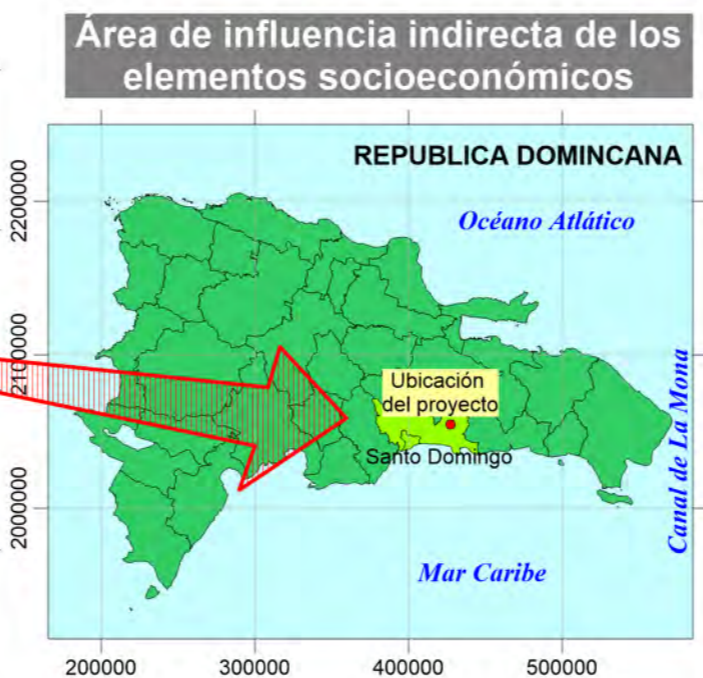 Área de influencia indirecta de los
elementos socioeconómicos
REPUBLICA DOMINCANA
Océano Atlático
2200000
2100000
2000000
Ubicación
del proyecto
Santo Domingo
Canal de La Mona
Mar Caribe
200000
300000
400000
500000